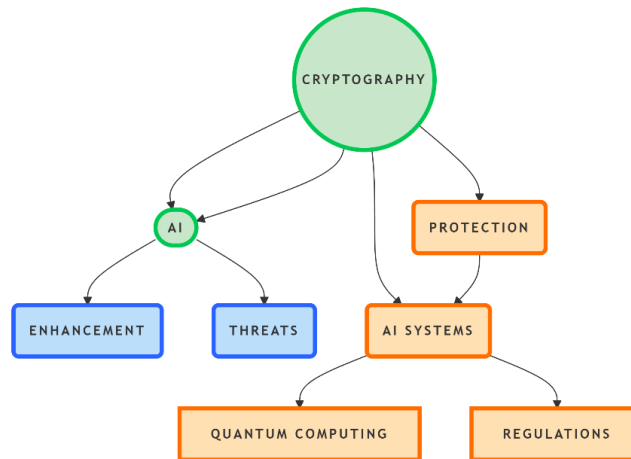 CRYPTOGRAPHY
AI
PROTECTION
ENHANCEMENT
THREATS
AI SYSTEMS
QUANTUM COMPUTING
REGULATIONS